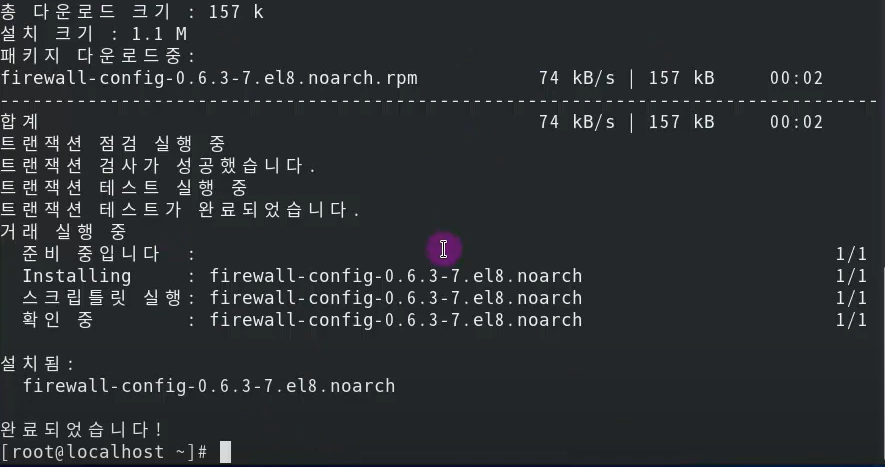 총 다운로드 크기 : 157 k
설치 크기 : 1.1 M
패키지 다운로드중:
firewall-config-0.6.3-7.el8.noarch.rpm 74 kB/s | 157 kB 00:02
--------------------------------------------------------------------------------
합계 74 kB/s | 157 kB 00:02
트랜잭션 점검 실행 중
트랜잭션 검사가 성공했습니다.
트랜잭션 테스트 실행 중
트랜잭션 테스트가 완료되었습니다.
거래 실행 중
준비 중입니다 : 1/1
Installing : firewall-config-0.6.3-7.el8.noarch 1/1
스크립틀릿 실행: firewall-config-0.6.3-7.el8.noarch 1/1
확인 중 : firewall-config-0.6.3-7.el8.noarch 1/1
설치됨:
firewall-config-0.6.3-7.el8.noarch
완료되었습니다!
[root@localhost ~]#